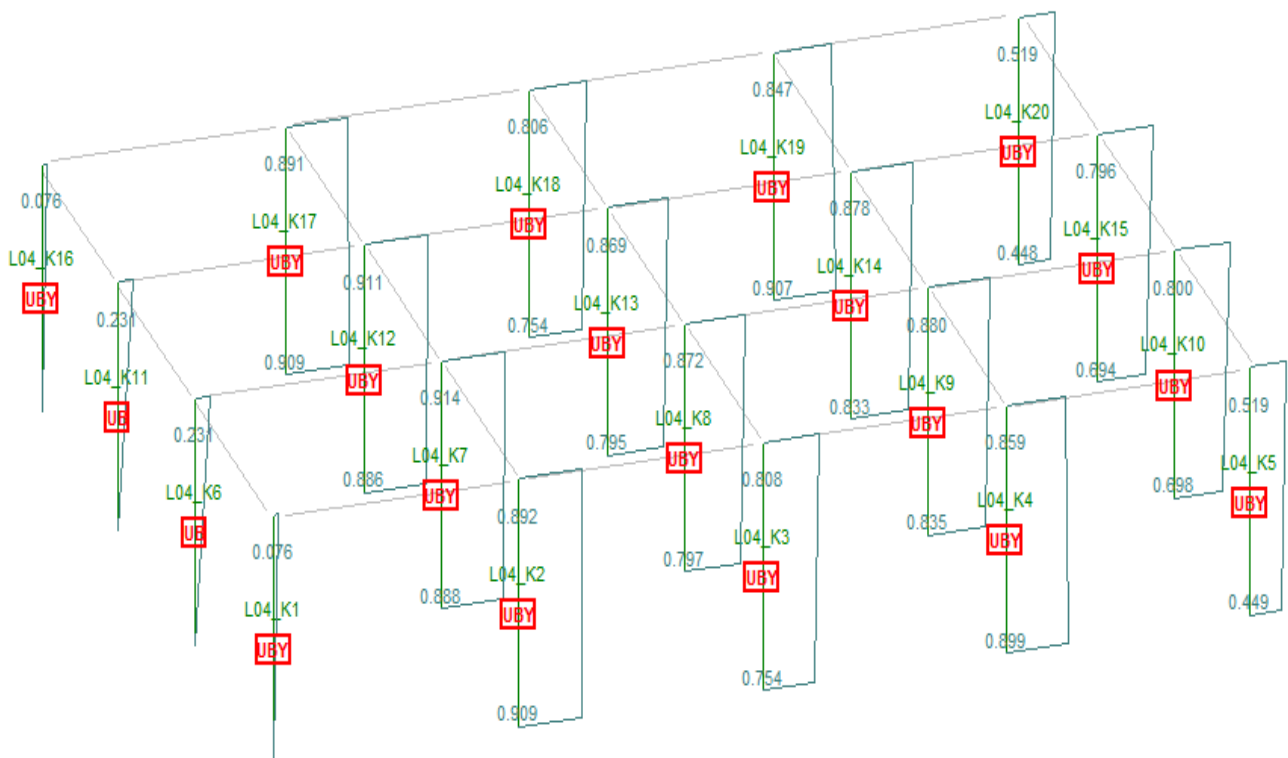 0.519
L04_K20
UBY
0.448
0.847
L04_K19
UBY
0.907
0.806
L04_K18
UBY
0.754
0.891
L04_K17
UBY
0.909
0.076
L04_K16
UBY
0.796
L04_K15
UBY
0.694
0.878
L04_K14
UBY
0.833
0.869
L04_K13
UBY
0.795
0.911
L04_K12
UBY
0.886
0.231
L04_K11
UB
0.800
L04_K10
UBY
0.698
0.880
L04_K9
UBY
0.835
0.872
L04_K8
UBY
0.797
0.914
L04_K7
UBY
0.888
0.231
L04_K6
UB
0.519
L04_K5
UBY
0.449
0.859
L04_K4
UBY
0.899
0.808
L04_K3
UBY
0.754
0.892
L04_K2
UBY
0.909
0.076
L04_K1
UBY